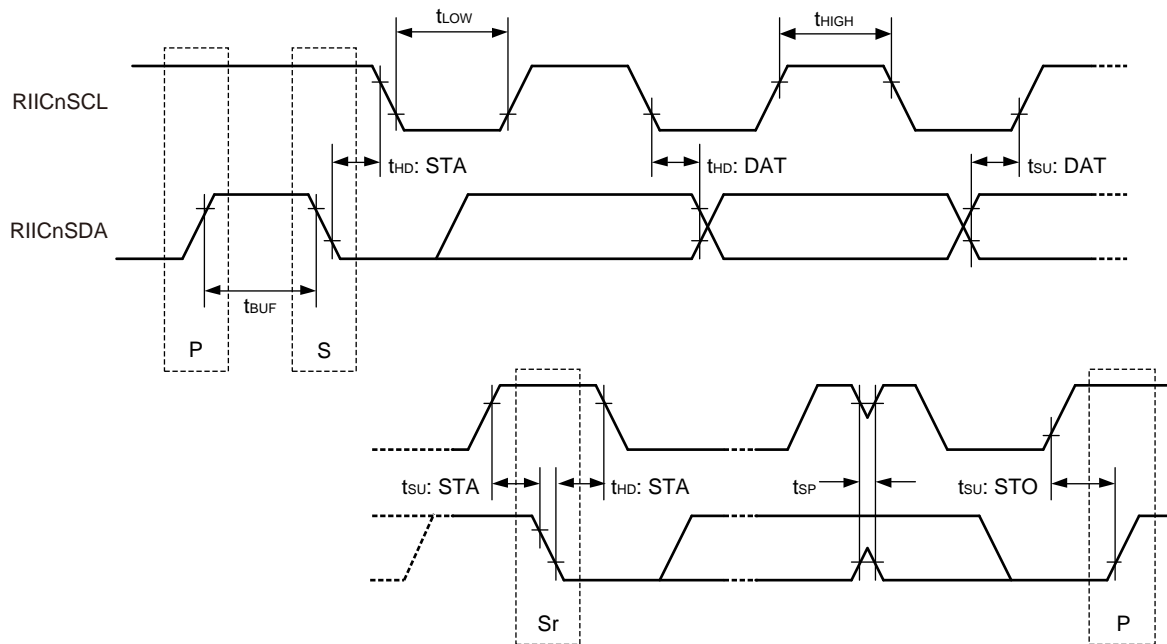 tLOW
tHIGH
RIICnSCL
tHD: STA
tHD: DAT
tSU: DAT
RIICnSDA
tBUF
P
S
tSU: STA
tHD: STA
tSP
tSU: STO
Sr
P